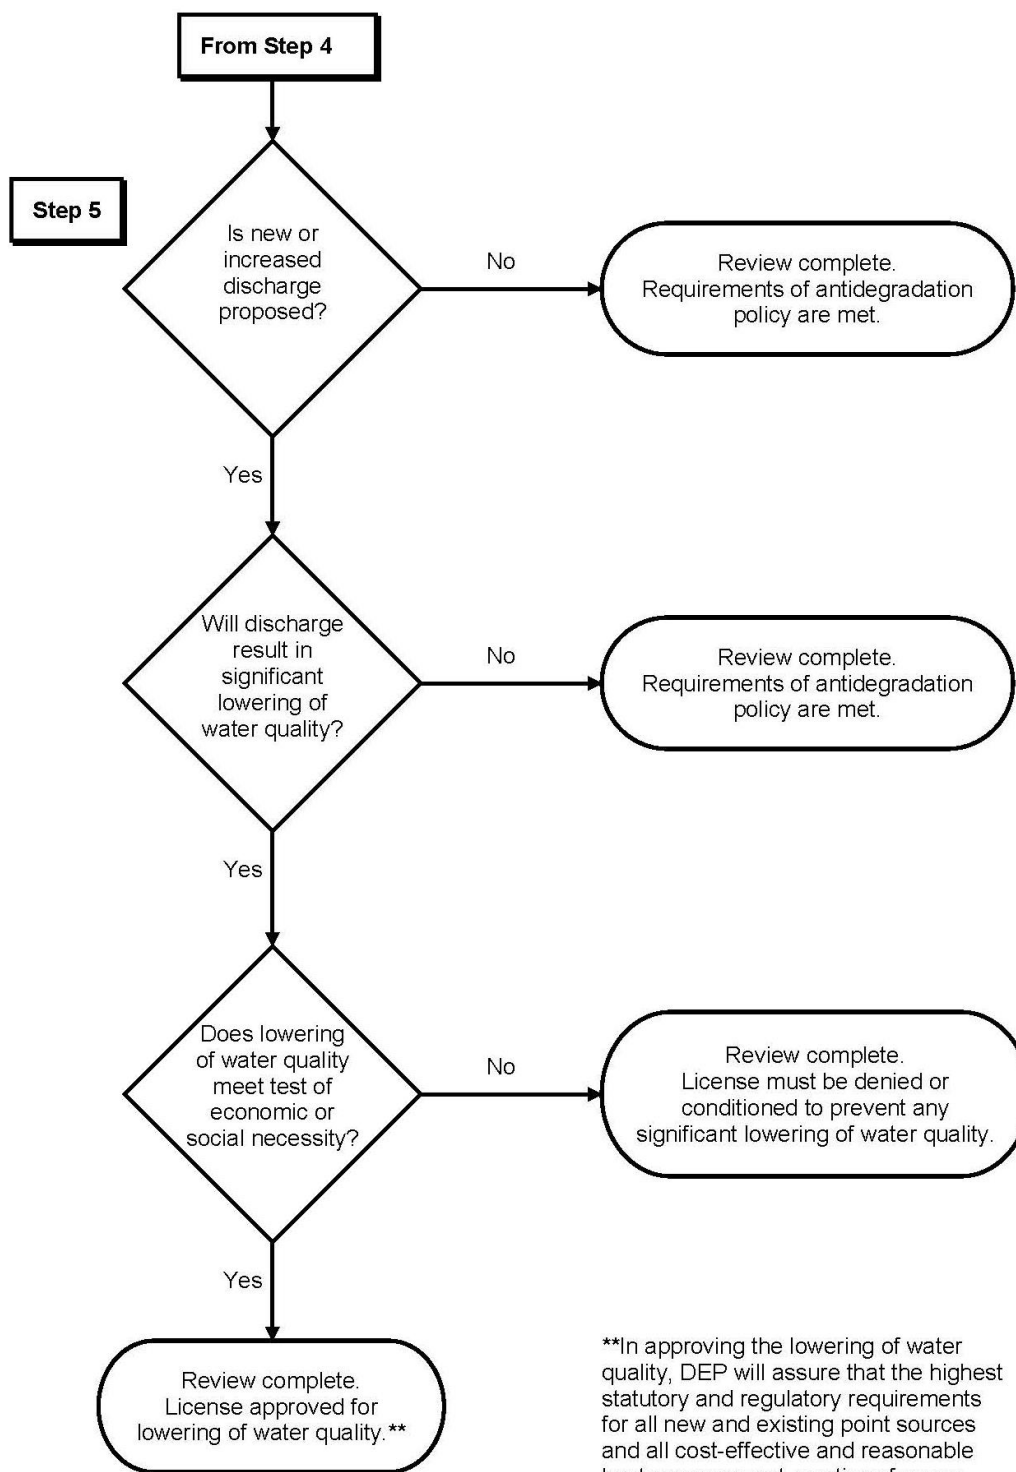 From Step 4
Step 5
Is new or
increased
discharge
proposed?
No
Review complete.
Requirements of antidegradation
policy are met.
Yes
Will discharge
result in
significant
lowering of
water quality?
No
Review complete.
Requirements of antidegradation
policy are met.
Yes
Does lowering
of water quality
meet test of
economic or
social necessity?
No
Review complete.
License must be denied or
conditioned to prevent any
significant lowering of water quality.
Yes
Review complete.
License approved for
lowering of water quality.**
**In approving the lowering of water
quality, DEP will assure that the highest
statutory and regulatory requirements
for all new and existing point sources
and all cost-effective and reasonable